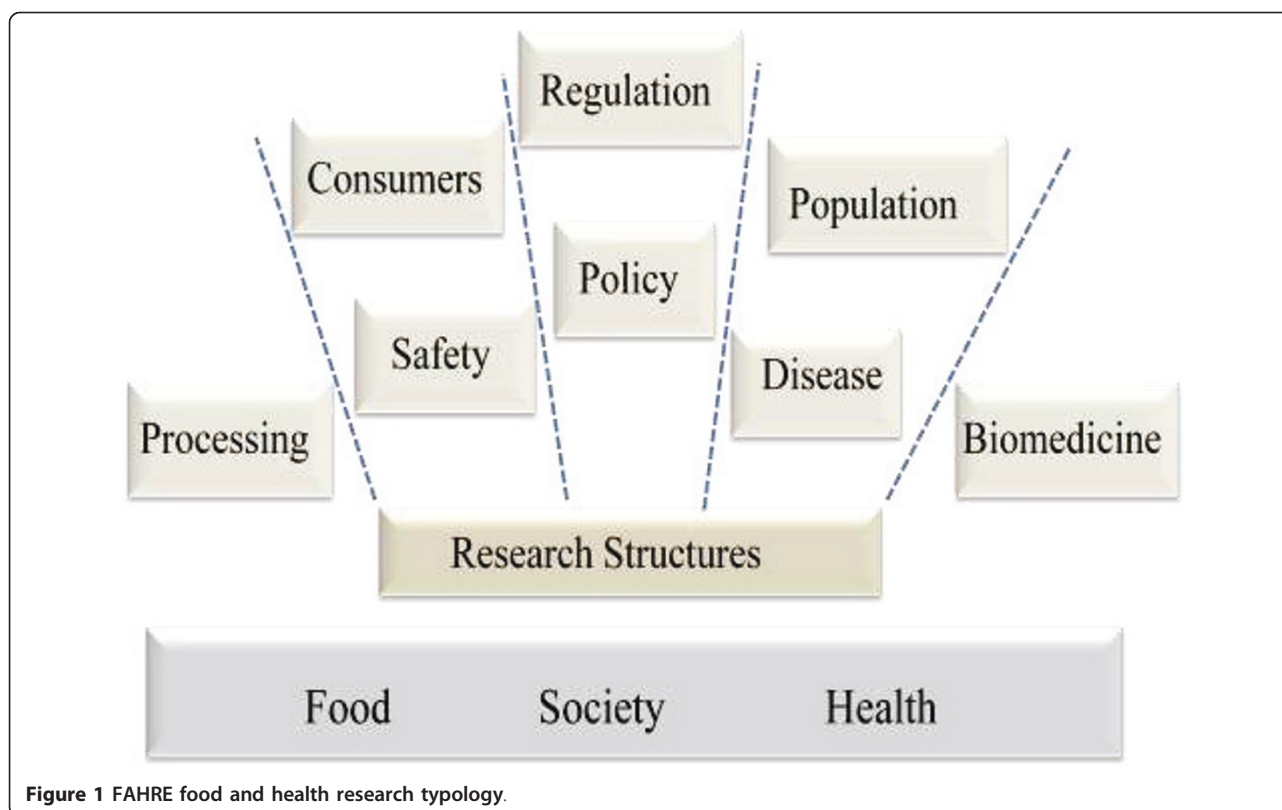 Regulation
Consumers
Population
Policy
Safety
Disease
Processing
Biomedicine
Research Structures
Food Society Health
Figure 1 FAHRE food and health research typology.